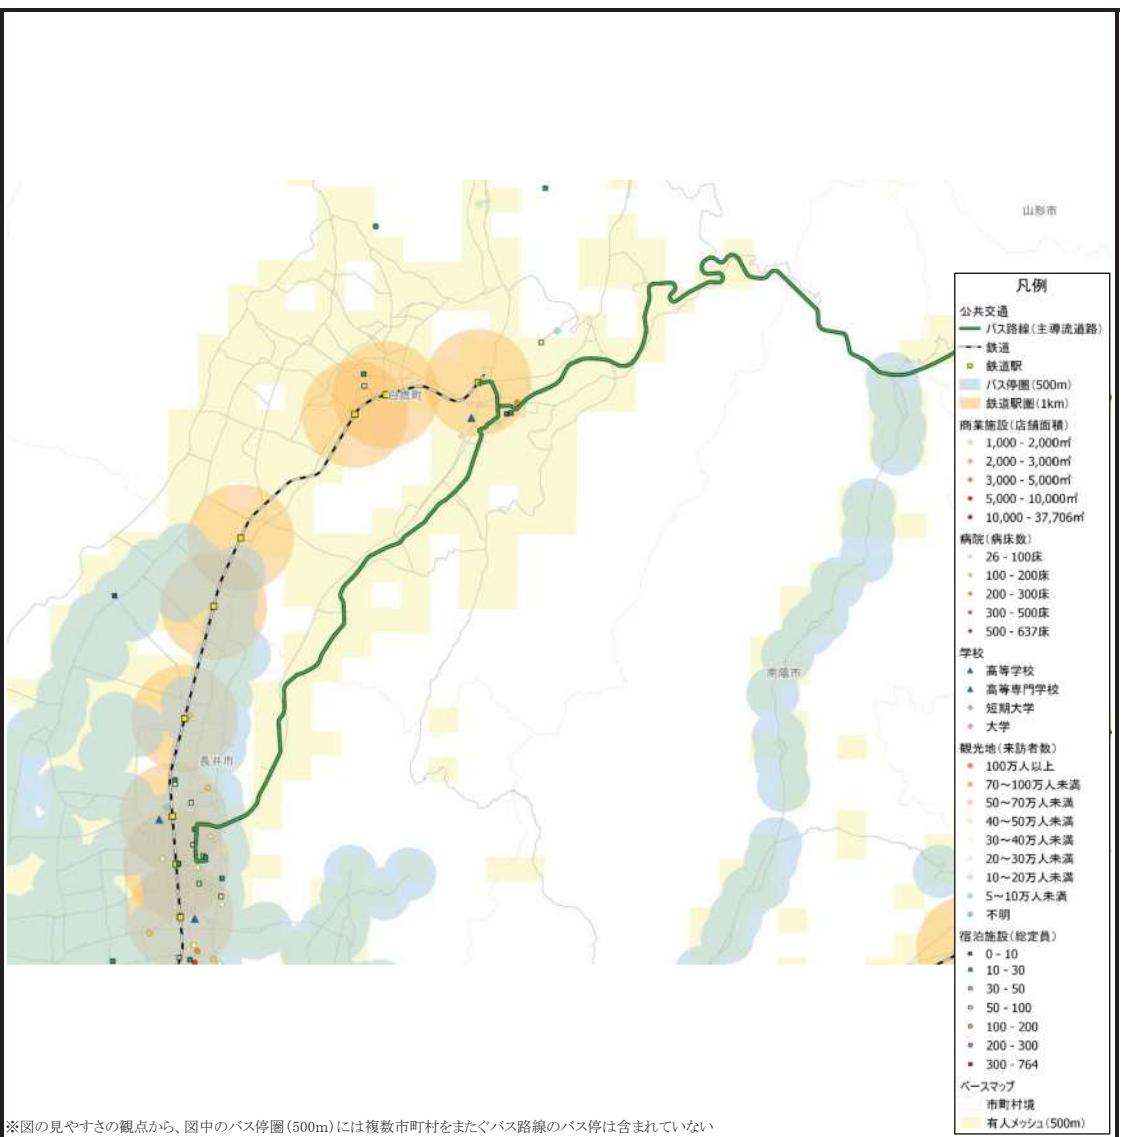 山形市
白鷹町
南陽市
長井市
凡例
公共交通
バス路線(主導流道路)
鉄道
鉄道駅
バス停圏(500m)
鉄道駅圏(1km)
商業施設(店舗面積)
1,000 - 2,000㎡
2,000 - 3,000㎡
3,000 - 5,000㎡
5,000 - 10,000㎡
10,000 - 37,706㎡
病院(病床数)
26 - 100床
100 - 200床
200 - 300床
300 - 500床
500 - 637床
学校
高等学校
高等専門学校
短期大学
大学
観光地(来訪者数)
100万人以上
70～100万人未満
50～70万人未満
40～50万人未満
30～40万人未満
20～30万人未満
10～20万人未満
5～10万人未満
不明
宿泊施設(総定員)
0 - 10
10 - 30
30 - 50
50 - 100
100 - 200
200 - 300
300 - 764
ベースマップ
市町村境
有人メッシュ(500m)
※図の見やすさの観点から、図中のバス停圏(500m)には複数市町村をまたぐバス路線のバス停は含まれていない